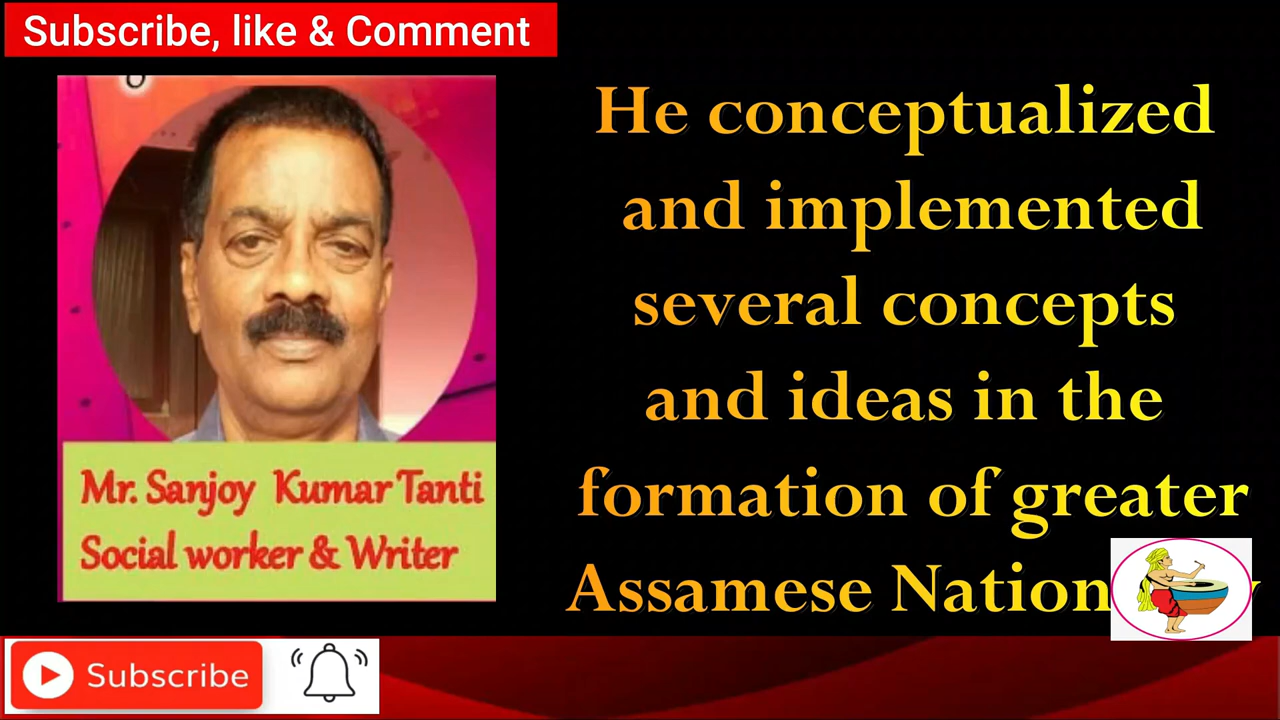 Subscribe, like & Comment
He conceptualized
and implemented
several concepts
and ideas in the
formation of greater
Assamese
Mr. Sanjoy Kumar Tanti
Social worker & Writer
Subscribe